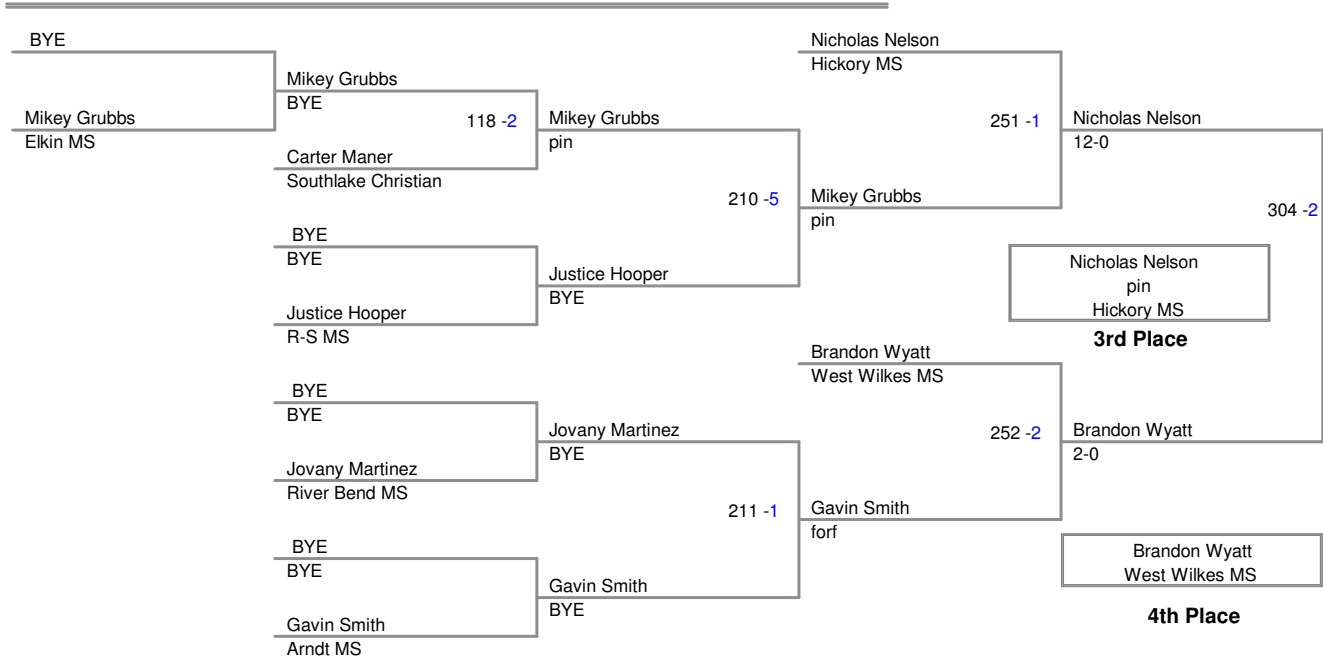 BYE
Mikey Grubbs
Elkin MS
Mikey Grubbs
BYE
118 -2
Carter Maner
Southlake Christian
BYE
BYE
Justice Hooper
R-S MS
BYE
BYE
Jovany Martinez
River Bend MS
BYE
BYE
Gavin Smith
Arndt MS
Mikey Grubbs
pin
210 -5
Justice Hooper
BYE
Jovany Martinez
BYE
211 -1
Gavin Smith
BYE
Nicholas Nelson
Hickory MS
251 -1
Mikey Grubbs
pin
Brandon Wyatt
West Wilkes MS
252 -2
Gavin Smith
forf
Nicholas Nelson
12-0
304 -2
Nicholas Nelson
pin
Hickory MS
3rd Place
Brandon Wyatt
2-0
Brandon Wyatt
West Wilkes MS
4th Place